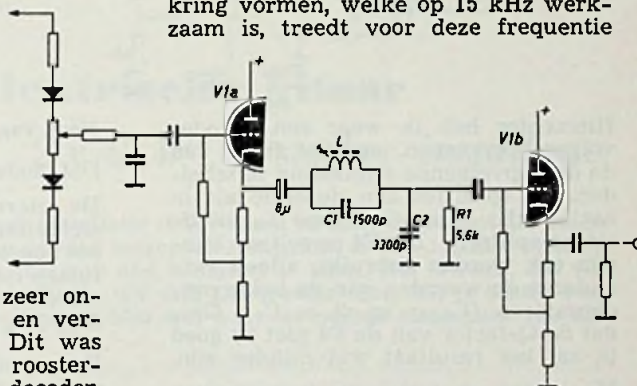 kring vormen, welke op 15 kHz werk-
zaam is, treedt voor deze frequentie
+
V1a
L
C1
1500p
8µ
C2
3300p
R1
5,6k
+
V1b
zeer on-
en ver-
Dit was
rooster-